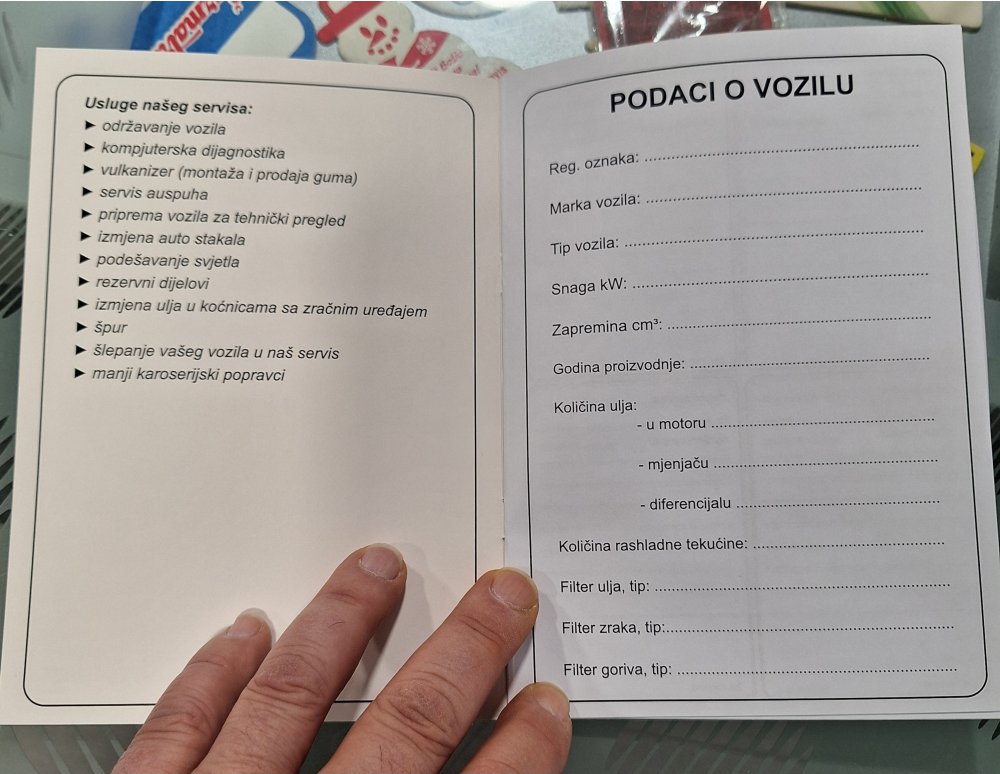 Usluge našeg servisa:
► održavanje vozila
► kompjuterska dijagnostika
► vulkanizer (montaža i prodaja guma)
► servis auspuha
► priprema vozila za tehnički pregled
► izmjena auto stakala
► podešavanje svjetla
► rezervni dijelovi
► izmjena ulja u koćnicama sa zračnim uređajem
► špur
► šlepanje vašeg vozila u naš servis
► manji karoserijski popravci
PODACI O VOZILU
Reg. oznaka: ..........................................................
Marka vozila: ..........................................................
Tip vozila: ..............................................................
Snaga kW: ..............................................................
Zapremina cm³: .......................................................
Godina proizvodnje: ..................................................
Količina ulja:
- u motoru ...............................................
- mjenjaču ...............................................
- diferencijalu ...........................................
Količina rashladne tekućine: ........................................
Filter ulja, tip: ..............................................................
Filter zraka, tip:............................................................
Filter goriva, tip: ...........................................................